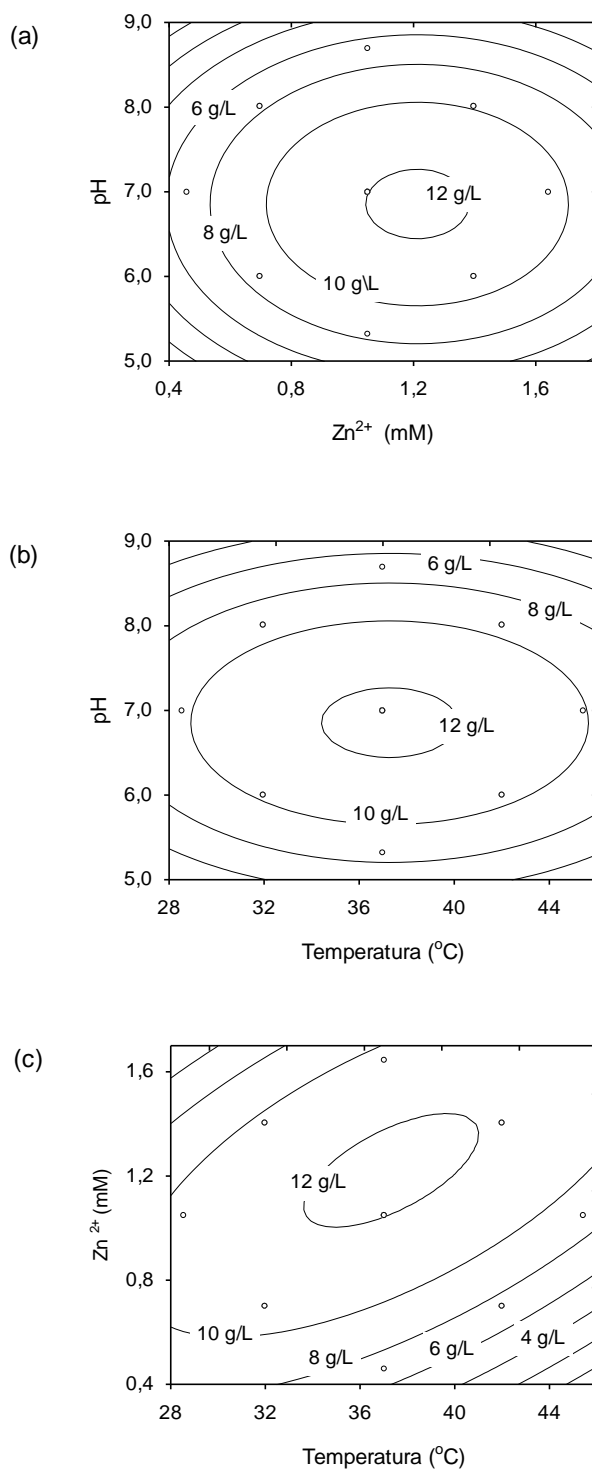 (a)
9,0
8,0
7,0
6,0
5,0
pH
6 g/L
12 g/L
8 g/L
10 g\L
0,4
0,8
1,2
1,6
Zn²⁺ (mM)
(b)
9,0
8,0
7,0
6,0
5,0
pH
6 g/L
8 g/L
12 g/L
10 g/L
28
32
36
40
44
Temperatura (°C)
(c)
1,6
1,2
0,8
0,4
Zn ²⁺ (mM)
12 g/L
10 g/L
8 g/L
6 g/L
4 g/L
28
32
36
40
44
Temperatura (°C)